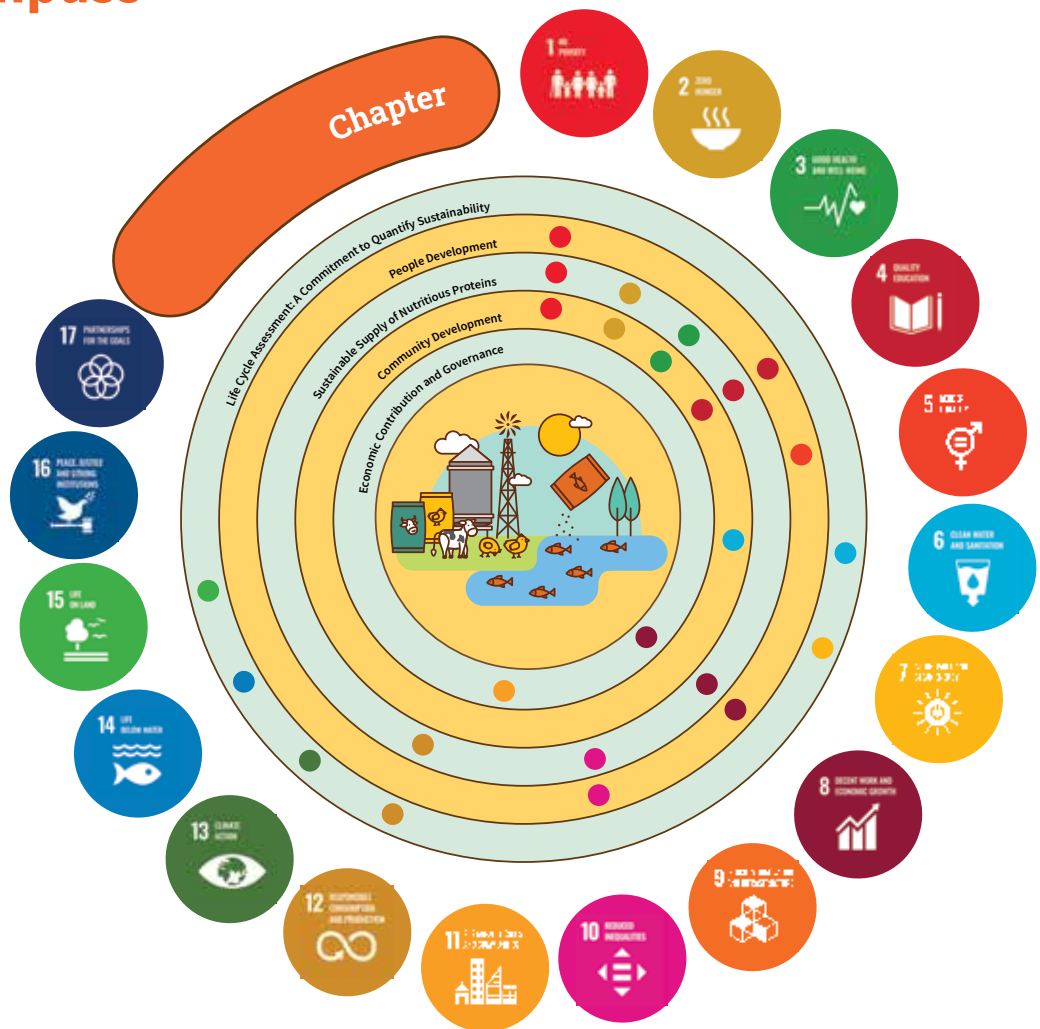 Chapter
Life Cycle Assessment: A Commitment to Quantify Sustainability
People Development
Sustainable Supply of Nutritious Proteins
Community Development
Economic Contribution and Governance
1 NO
POVERTY
2 ZERO
HUNGER
3 GOOD HEALTH
AND WELL-BEING
4 QUALITY
EDUCATION
5
6 CLEAN WATER
AND SANITATION
7
8 DECENT WORK AND
ECONOMIC GROWTH
9
10 REDUCED
INEQUALITIES
11
12 RESPONSIBLE
CONSUMPTION
AND PRODUCTION
13 CLIMATE
ACTION
14 LIFE
BELOW WATER
15 LIFE
ON LAND
16 PEACE, JUSTICE
AND STRONG
INSTITUTIONS
17 PARTNERSHIPS
FOR THE GOALS